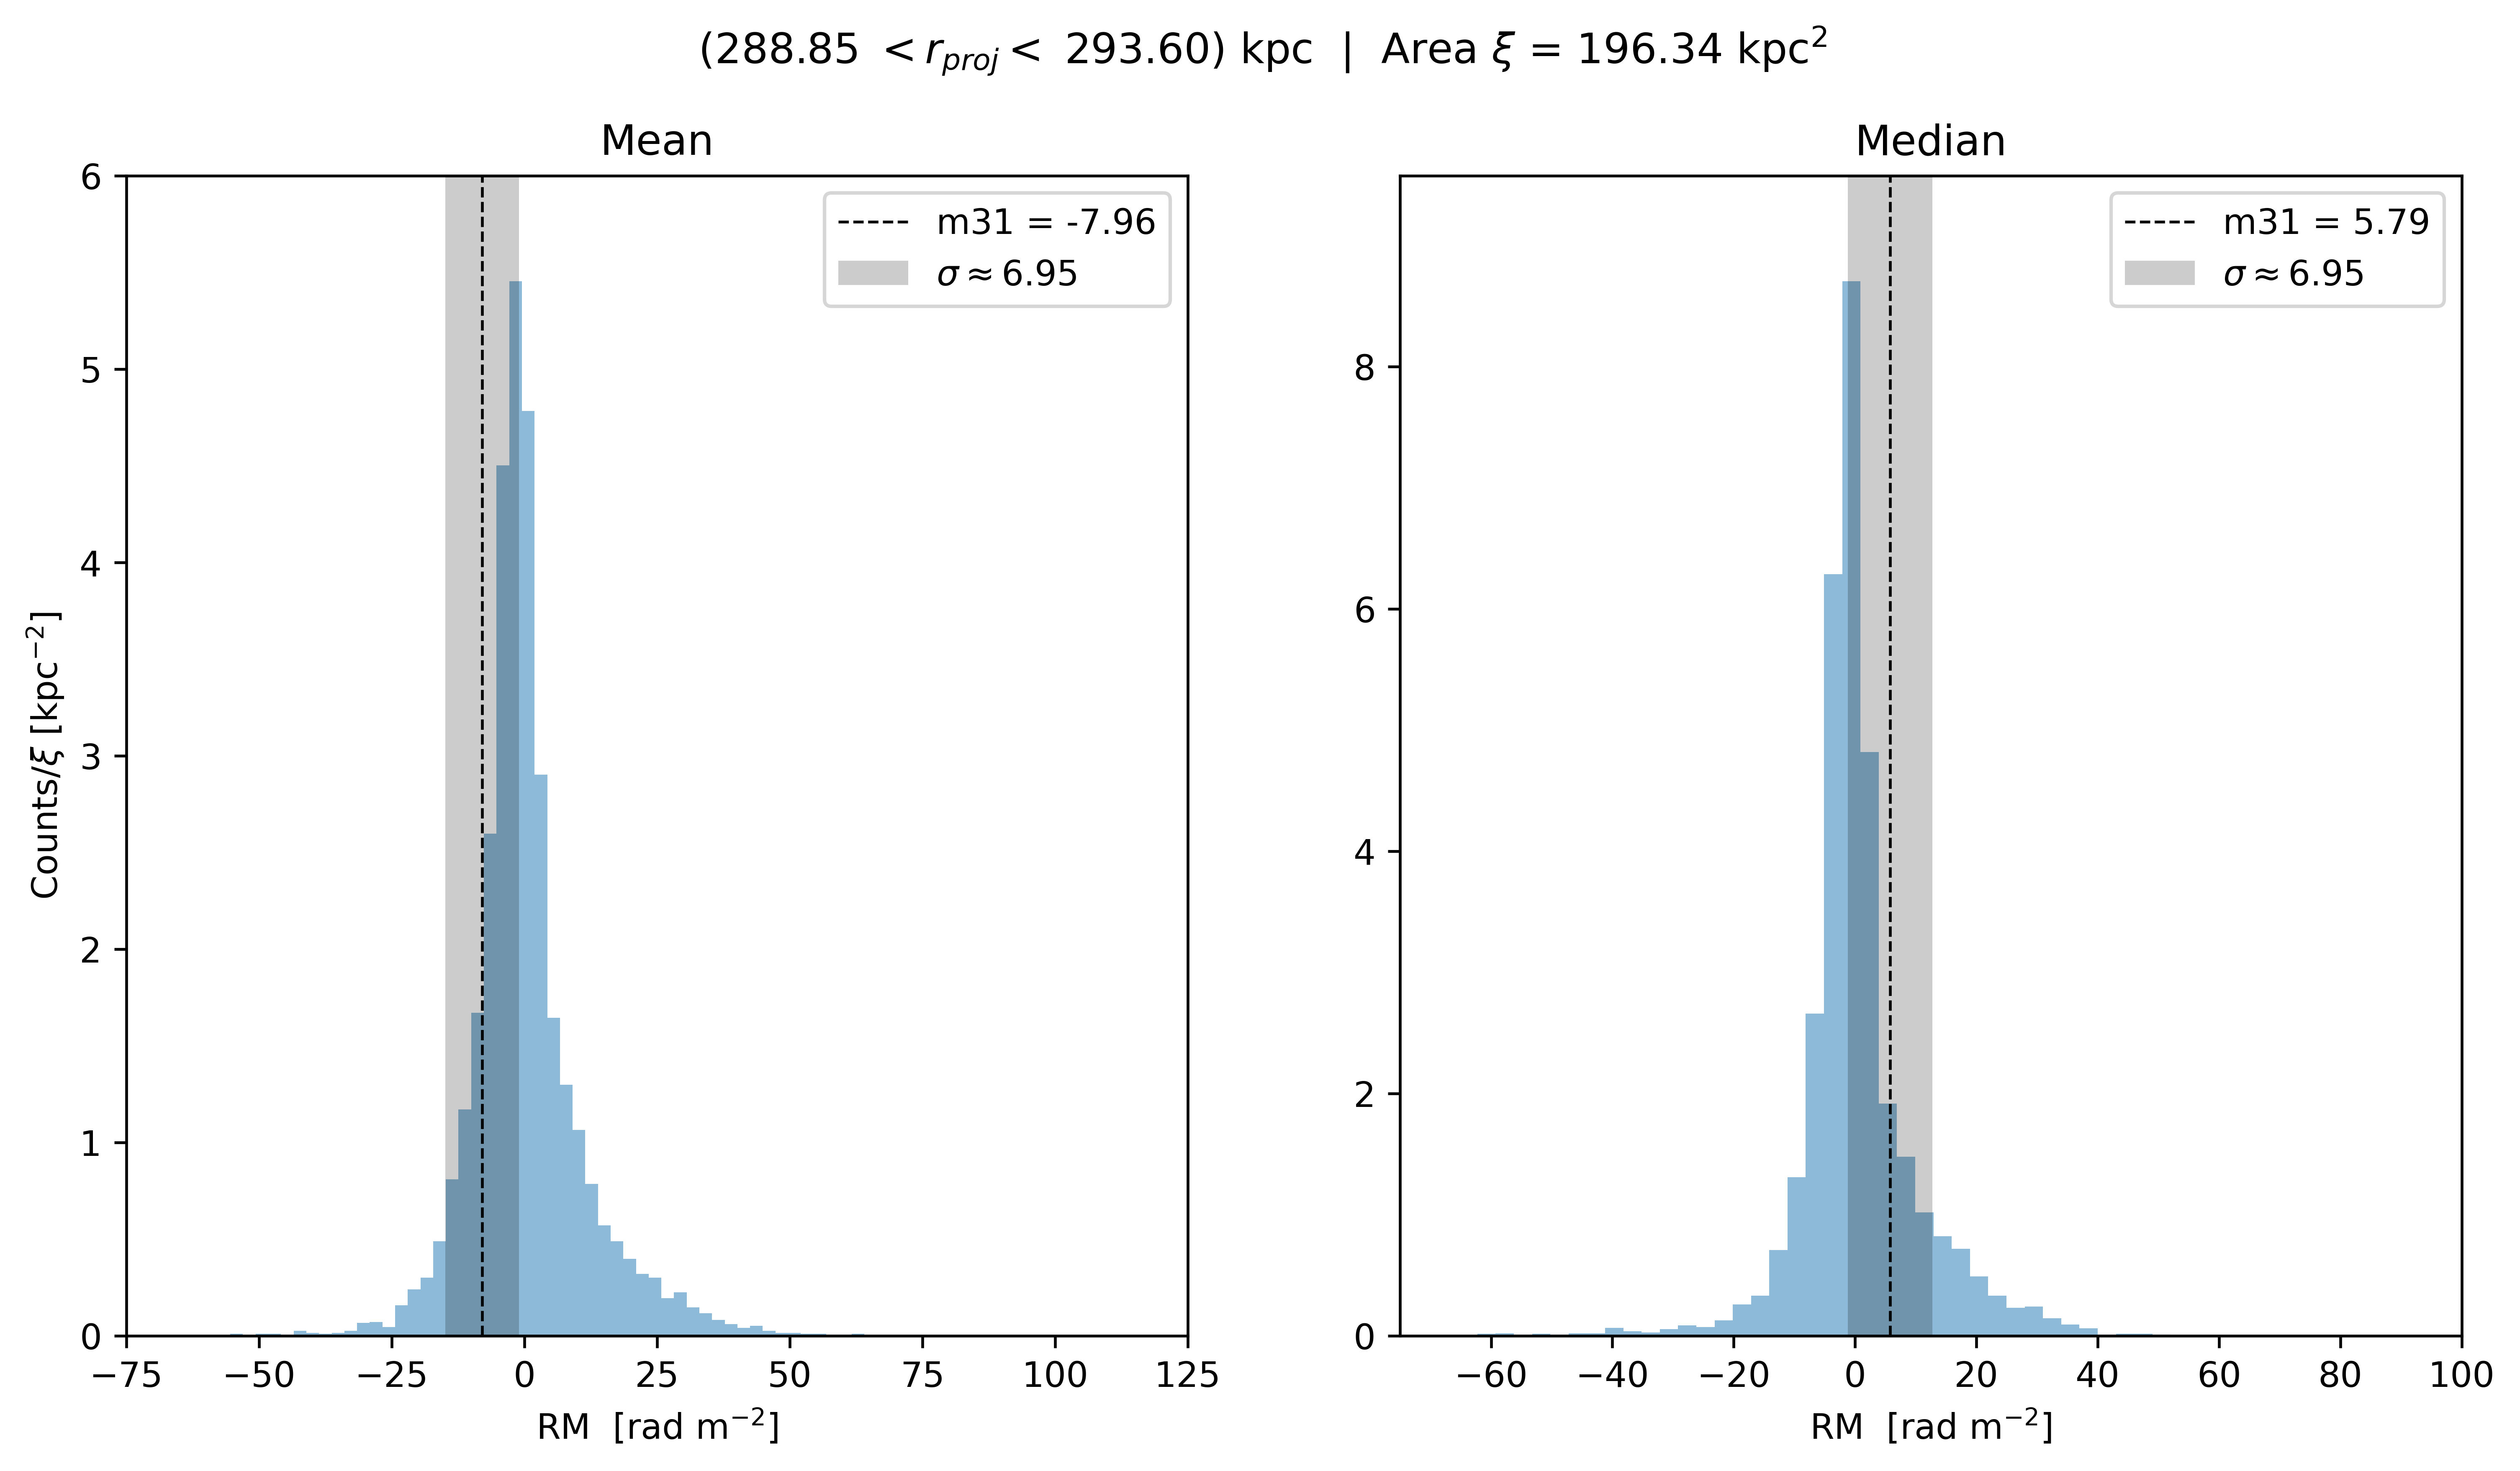 (288.85 < r_proj < 293.60) kpc | Area ξ = 196.34 kpc²
Mean
m31 = -7.96
σ ≈ 6.95
Counts/ξ [kpc⁻²]
6
5
4
3
2
1
0
−75 −50 −25 0 25 50 75 100 125
RM [rad m⁻²]
Median
m31 = 5.79
σ ≈ 6.95
8
6
4
2
0
−60 −40 −20 0 20 40 60 80 100
RM [rad m⁻²]